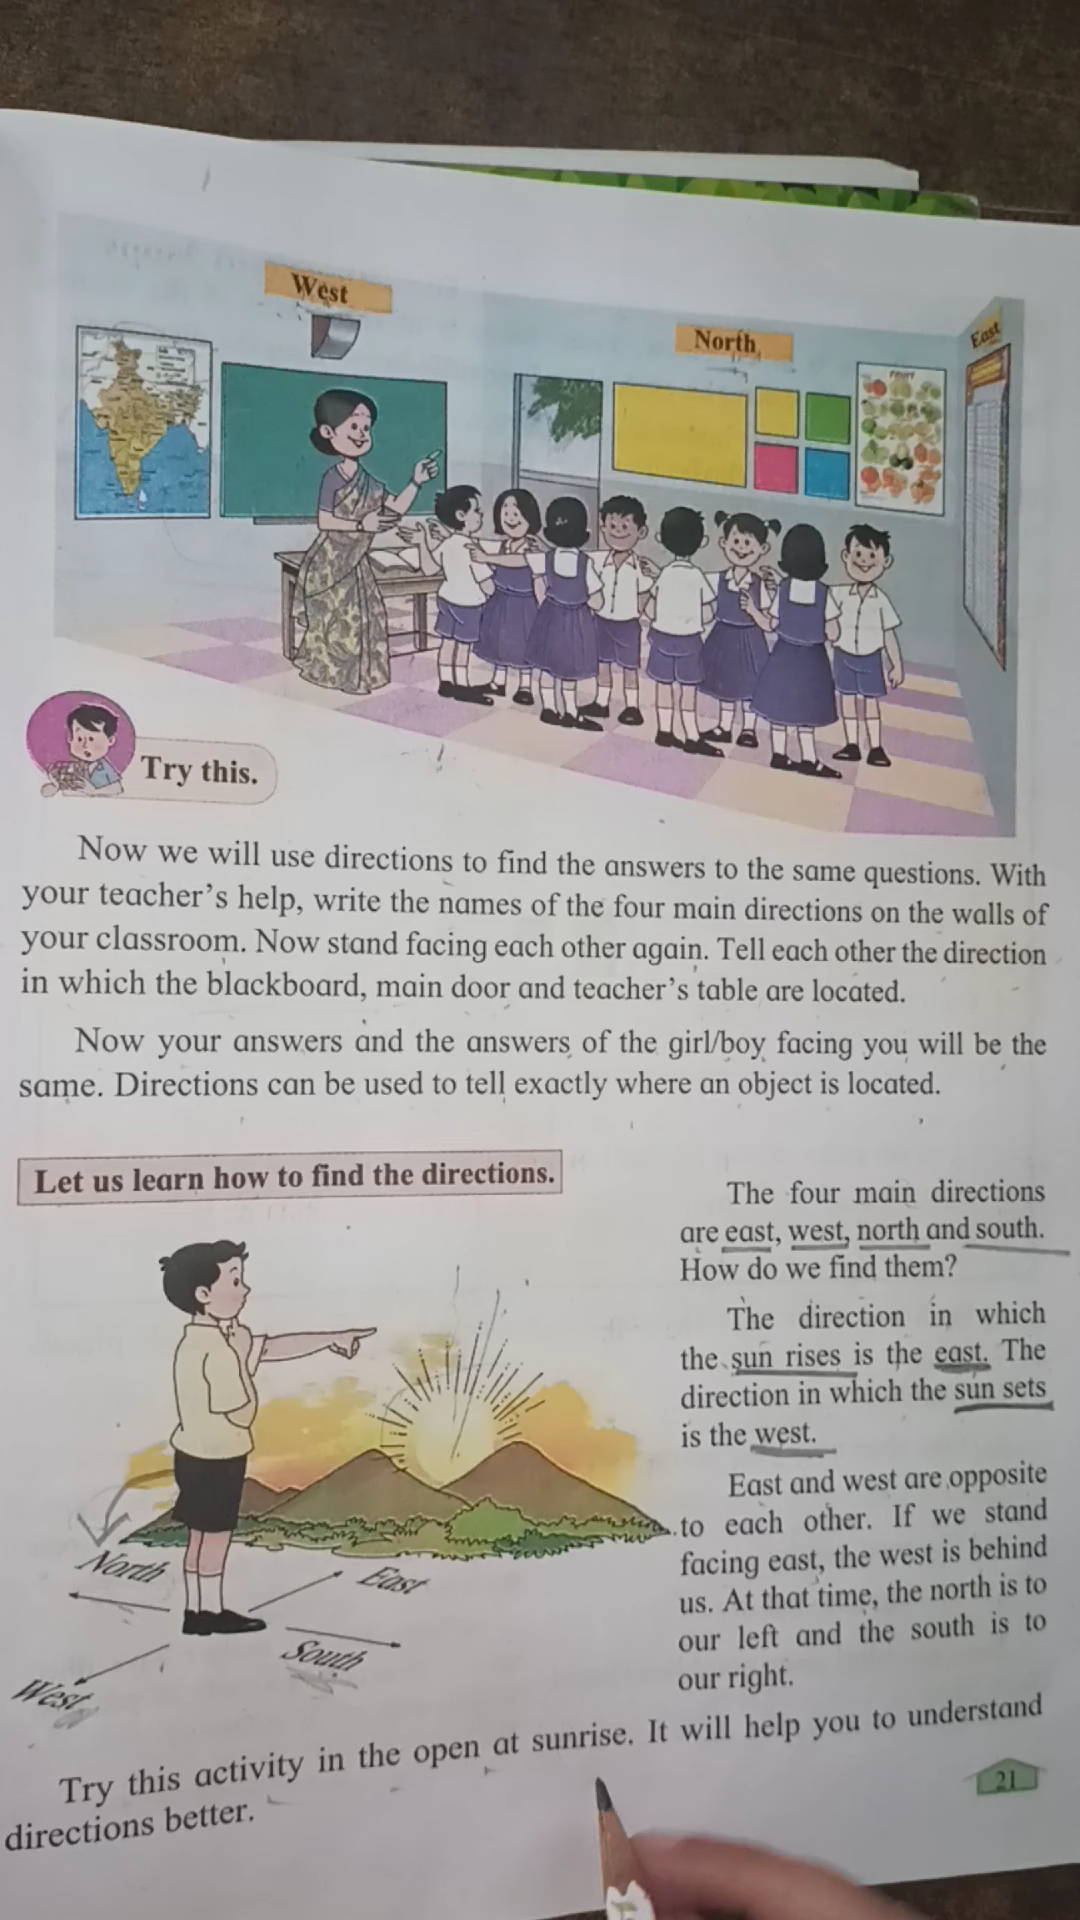 West
North
East
FRUIT
Try this.
Now we will use directions to find the answers to the same questions. With
your teacher's help, write the names of the four main directions on the walls of
your classroom. Now stand facing each other again. Tell each other the direction
in which the blackboard, main door and teacher's table are located.
Now your answers and the answers of the girl/boy facing you will be the
same. Directions can be used to tell exactly where an object is located.
Let us learn how to find the directions.
The four main directions
are east, west, north and south.
How do we find them?
The direction in which
the sun rises is the east. The
direction in which the sun sets
is the west.
East and west are opposite
to each other. If we stand
facing east, the west is behind
us. At that time, the north is to
our left and the south is to
our right.
North
East
South
West
Try this activity in the open at sunrise. It will help you to understand
directions better.
21